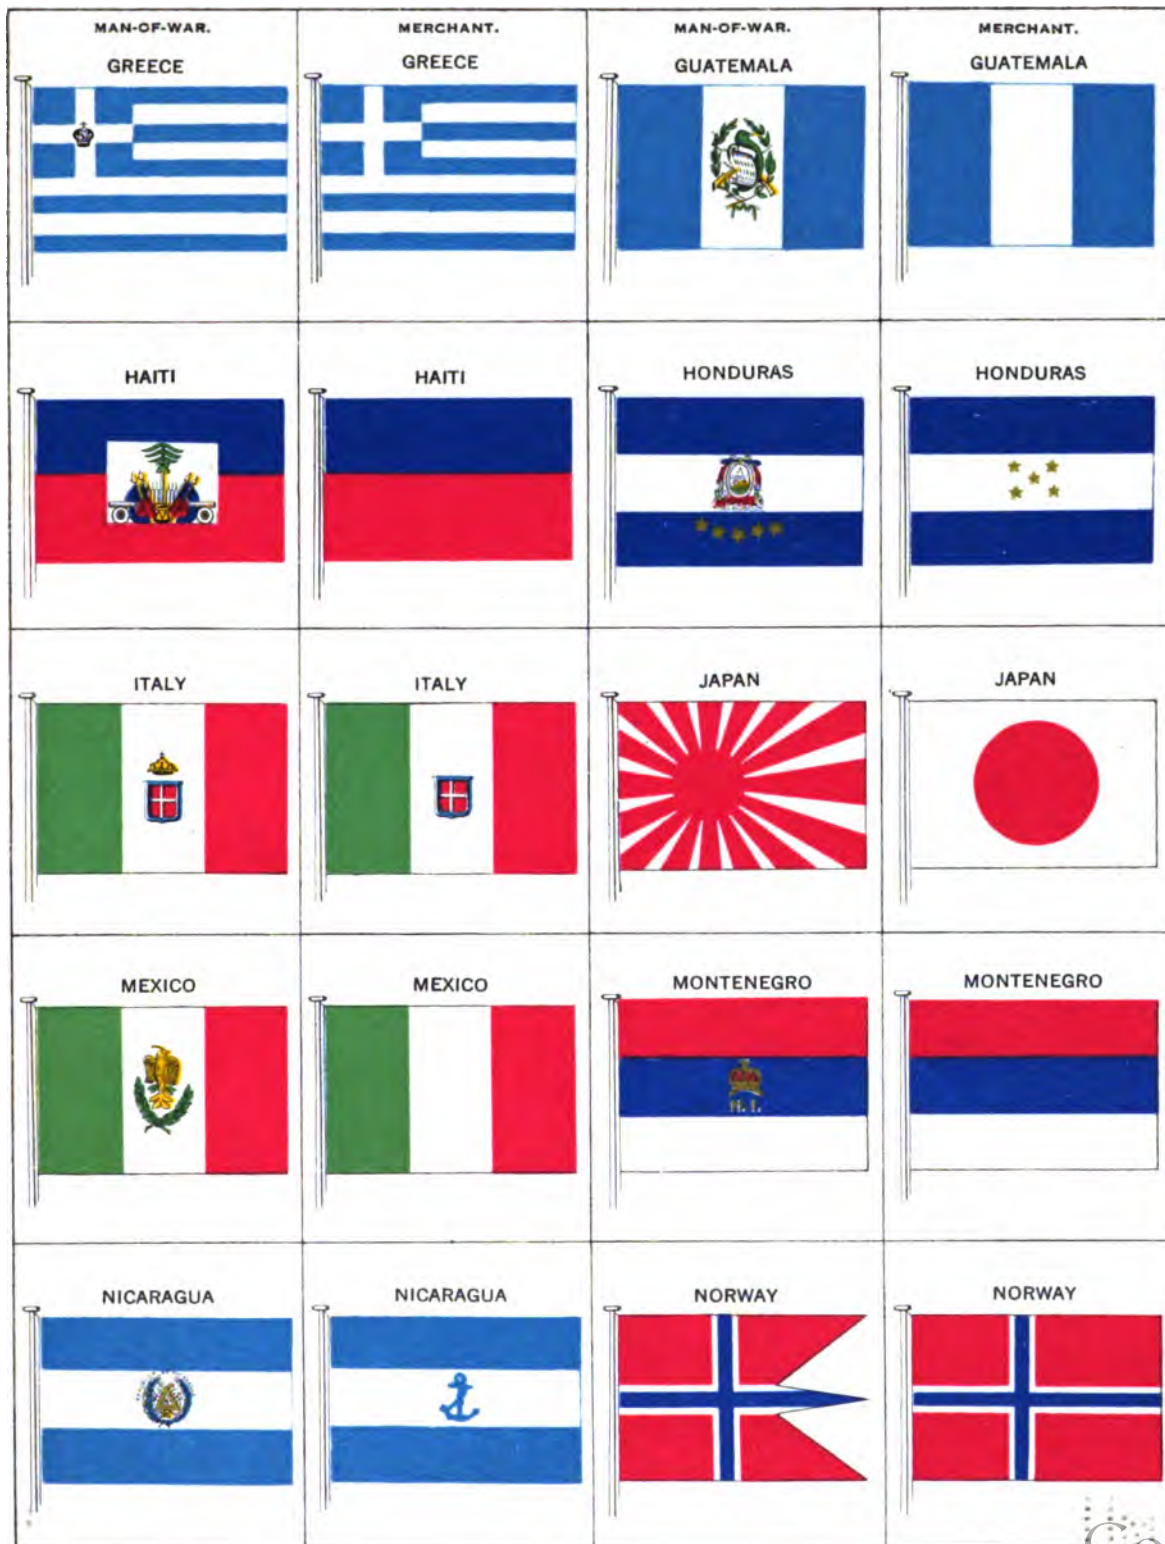 MAN-OF-WAR. MERCHANT. MAN-OF-WAR. MERCHANT.
GREECE GREECE GUATEMALA GUATEMALA
HAITI HAITI HONDURAS HONDURAS
ITALY ITALY JAPAN JAPAN
MEXICO MEXICO MONTENEGRO MONTENEGRO
H. I.
NICARAGUA NICARAGUA NORWAY NORWAY